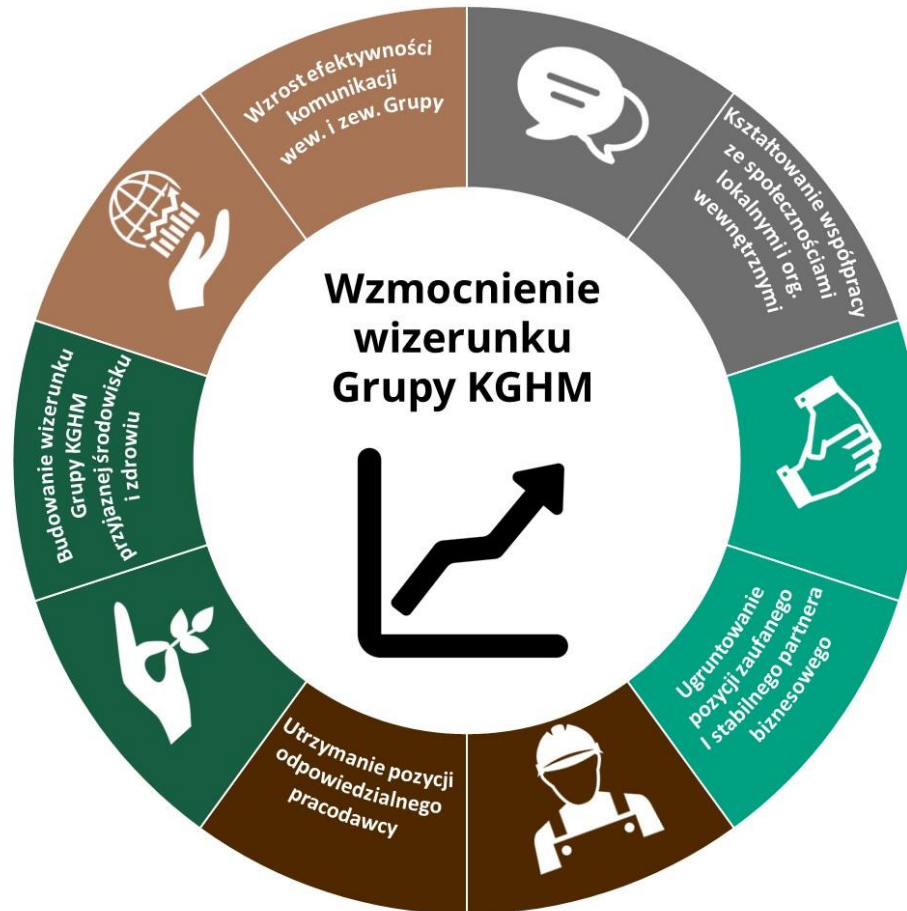 Wzmocnienie
wizerunku
Grupy KGHM
Wzrost efektywności
komunikacji
wew. i zew. Grupy
Kształtowanie współpracy
ze społecznościami
lokalnymi i org.
wewnętrznymi
Ugruntowanie
pozycji zaufanego
I stabilnego partnera
biznesowego
Utrzymanie pozycji
odpowiedzialnego
pracodawcy
Budowanie wizerunku
Grupy KGHM
przyjaznej środowisku
i zdrowiu